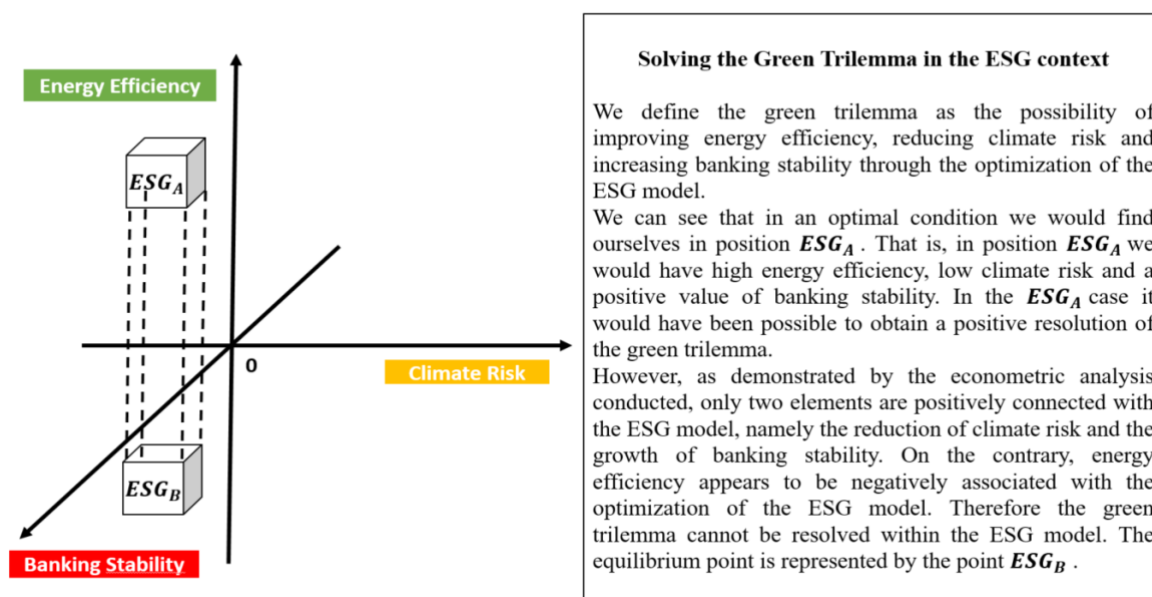 Energy Efficiency
ESG_A
0
Climate Risk
ESG_B
Banking Stability
Solving the Green Trilemma in the ESG context
We define the green trilemma as the possibility of
improving energy efficiency, reducing climate risk and
increasing banking stability through the optimization of the
ESG model.
We can see that in an optimal condition we would find
ourselves in position ESG_A . That is, in position ESG_A we
would have high energy efficiency, low climate risk and a
positive value of banking stability. In the ESG_A case it
would have been possible to obtain a positive resolution of
the green trilemma.
However, as demonstrated by the econometric analysis
conducted, only two elements are positively connected with
the ESG model, namely the reduction of climate risk and the
growth of banking stability. On the contrary, energy
efficiency appears to be negatively associated with the
optimization of the ESG model. Therefore the green
trilemma cannot be resolved within the ESG model. The
equilibrium point is represented by the point ESG_B .